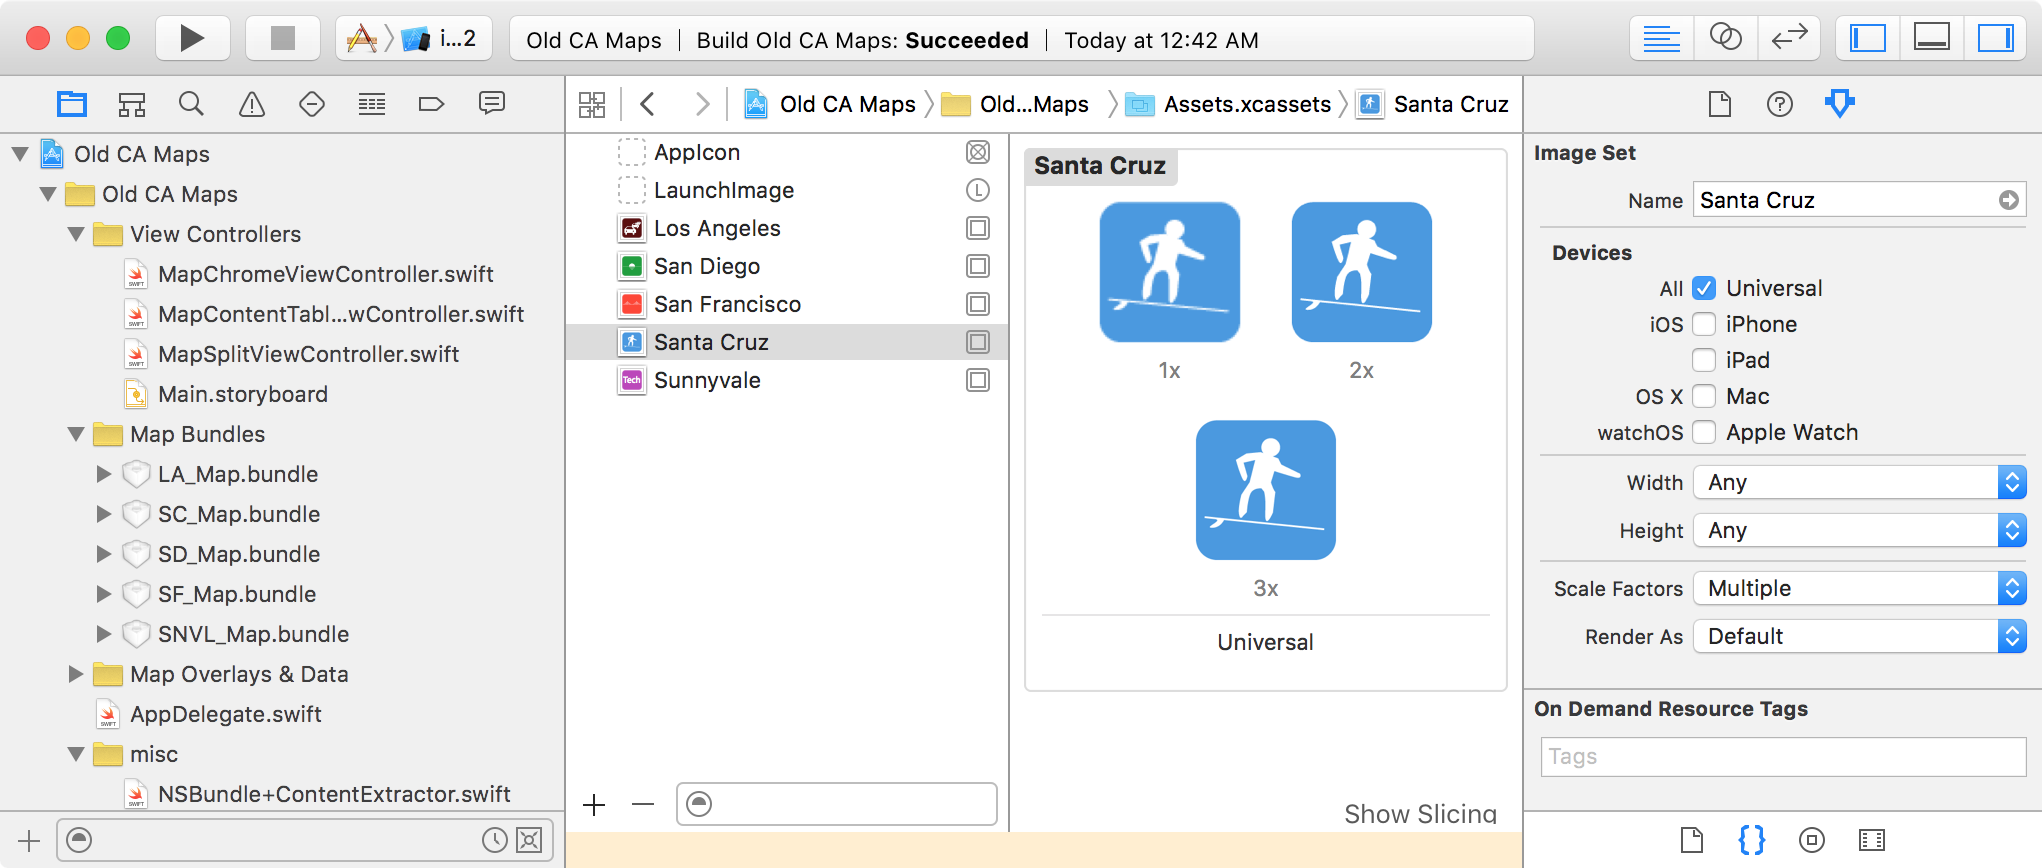 i...2
Old CA Maps | Build Old CA Maps: Succeeded | Today at 12:42 AM
Old CA Maps
Old CA Maps
View Controllers
MapChromeViewController.swift
MapContentTabl...wController.swift
MapSplitViewController.swift
Main.storyboard
Map Bundles
LA_Map.bundle
SC_Map.bundle
SD_Map.bundle
SF_Map.bundle
SNVL_Map.bundle
Map Overlays & Data
AppDelegate.swift
misc
NSBundle+ContentExtractor.swift
Old CA Maps
Old...Maps
Assets.xcassets
Santa Cruz
AppIcon
LaunchImage
L
Los Angeles
San Diego
San Francisco
Santa Cruz
Tech
Sunnyvale
Santa Cruz
1x
2x
3x
Universal
Show Slicing
Image Set
Name Santa Cruz
Devices
All Universal
iOS iPhone
iPad
OS X Mac
watchOS Apple Watch
Width Any
Height Any
Scale Factors Multiple
Render As Default
On Demand Resource Tags
Tags
{ }